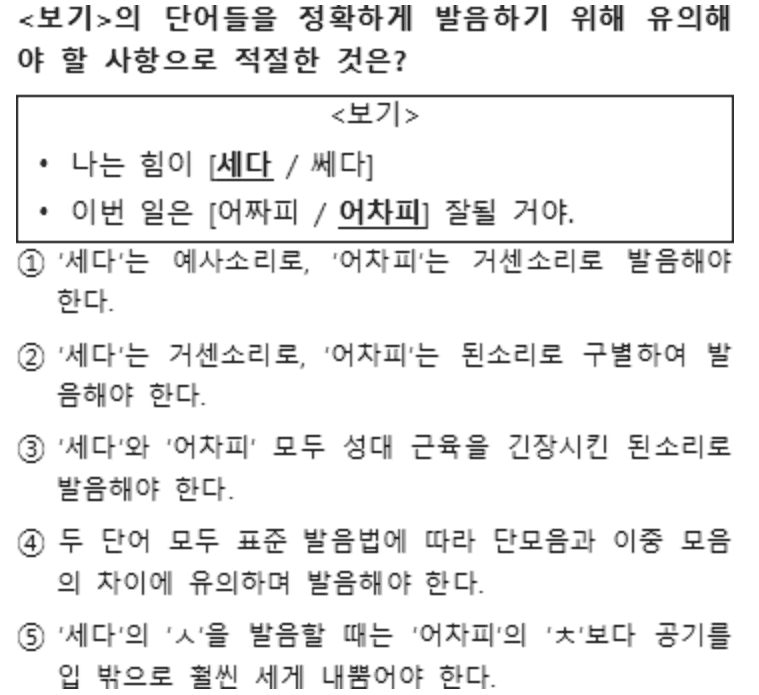 <보기>의 단어들을 정확하게 발음하기 위해 유의해
야 할 사항으로 적절한 것은?
<보기>
• 나는 힘이 [세다 / 쎄다]
• 이번 일은 [어짜피 / 어차피] 잘될 거야.
① '세다'는 예사소리로, '어차피'는 거센소리로 발음해야
한다.
② '세다'는 거센소리로, '어차피'는 된소리로 구별하여 발
음해야 한다.
③ '세다'와 '어차피' 모두 성대 근육을 긴장시킨 된소리로
발음해야 한다.
④ 두 단어 모두 표준 발음법에 따라 단모음과 이중 모음
의 차이에 유의하며 발음해야 한다.
⑤ '세다'의 'ㅅ'을 발음할 때는 '어차피'의 'ㅊ'보다 공기를
입 밖으로 훨씬 세게 내뿜어야 한다.